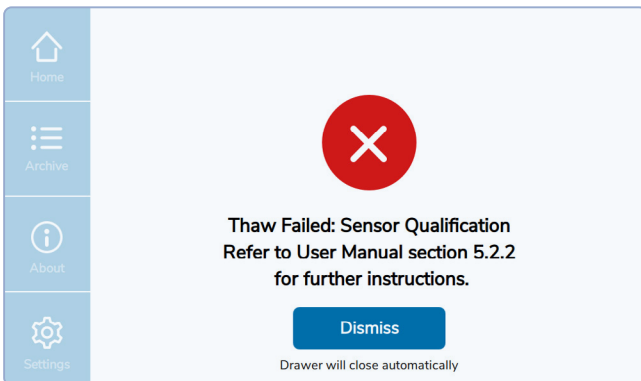 Home
Archive
About
Settings
Thaw Failed: Sensor Qualification
Refer to User Manual section 5.2.2
for further instructions.
Dismiss
Drawer will close automatically